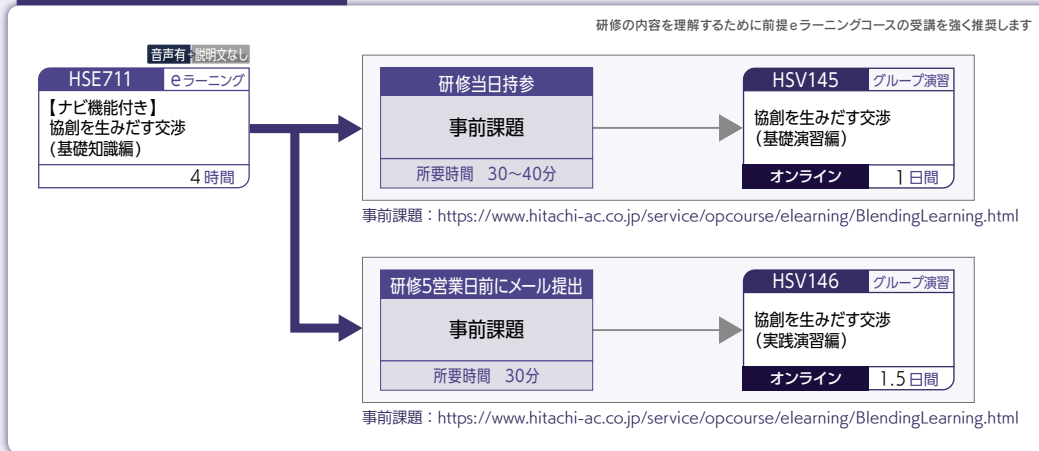 研修の内容を理解するために前提eラーニングコースの受講を強く推奨します
音声有+説明文なし
HSE711 eラーニング
【ナビ機能付き】
協創を生みだす交渉
(基礎知識編)
4時間
研修当日持参
事前課題
所要時間 30～40分
HSV145 グループ演習
協創を生みだす交渉
(基礎演習編)
オンライン 1日間
事前課題：https://www.hitachi-ac.co.jp/service/opcourse/elearning/BlendingLearning.html
研修5営業日前にメール提出
事前課題
所要時間 30分
HSV146 グループ演習
協創を生みだす交渉
(実践演習編)
オンライン 1.5日間
事前課題：https://www.hitachi-ac.co.jp/service/opcourse/elearning/BlendingLearning.html